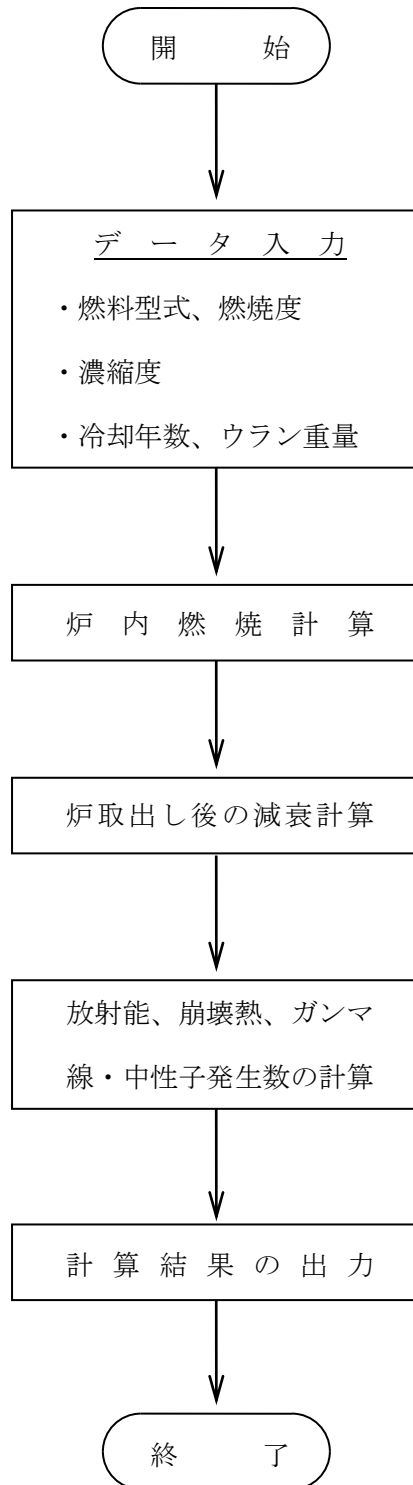 開始
データ入力
・燃料型式、燃焼度
・濃縮度
・冷却年数、ウラン重量
炉内燃焼計算
炉取出し後の減衰計算
放射能、崩壊熱、ガンマ
線・中性子発生数の計算
計算結果の出力
終了